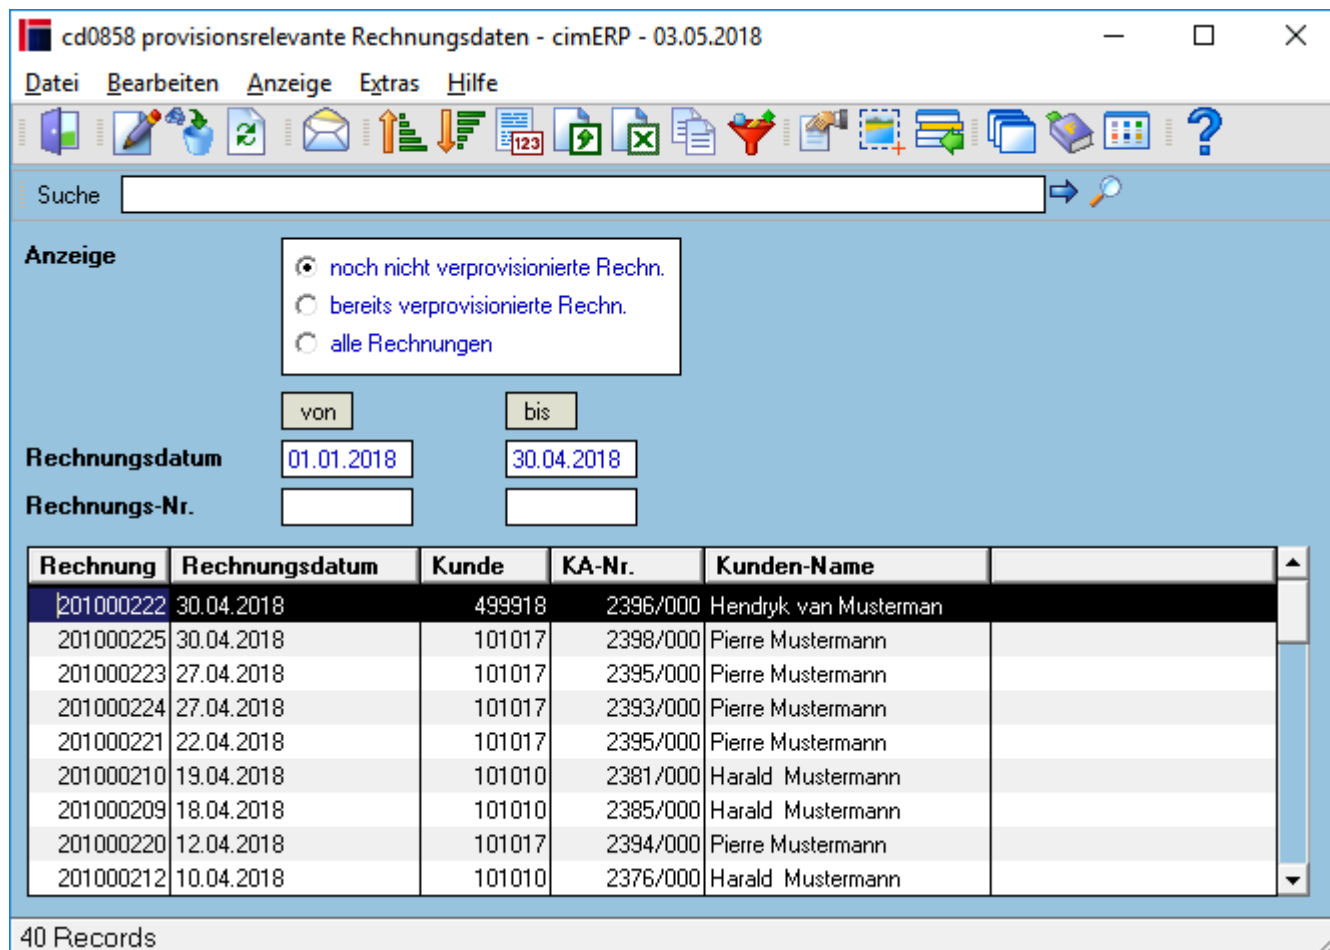 cd0858 provisionsrelevante Rechnungsdaten - cimERP - 03.05.2018
Datei Bearbeiten Anzeige Extras Hilfe
123
Suche
Anzeige
noch nicht verprovisionierte Rechn.
bereits verprovisionierte Rechn.
alle Rechnungen
von bis
Rechnungsdatum 01.01.2018 30.04.2018
Rechnungs-Nr.
Rechnung Rechnungsdatum Kunde KA-Nr. Kunden-Name
201000222 30.04.2018 499918 2396/000 Hendryk van Musterman
201000225 30.04.2018 101017 2398/000 Pierre Mustermann
201000223 27.04.2018 101017 2395/000 Pierre Mustermann
201000224 27.04.2018 101017 2393/000 Pierre Mustermann
201000221 22.04.2018 101017 2395/000 Pierre Mustermann
201000210 19.04.2018 101010 2381/000 Harald Mustermann
201000209 18.04.2018 101010 2385/000 Harald Mustermann
201000220 12.04.2018 101017 2394/000 Pierre Mustermann
201000212 10.04.2018 101010 2376/000 Harald Mustermann
40 Records